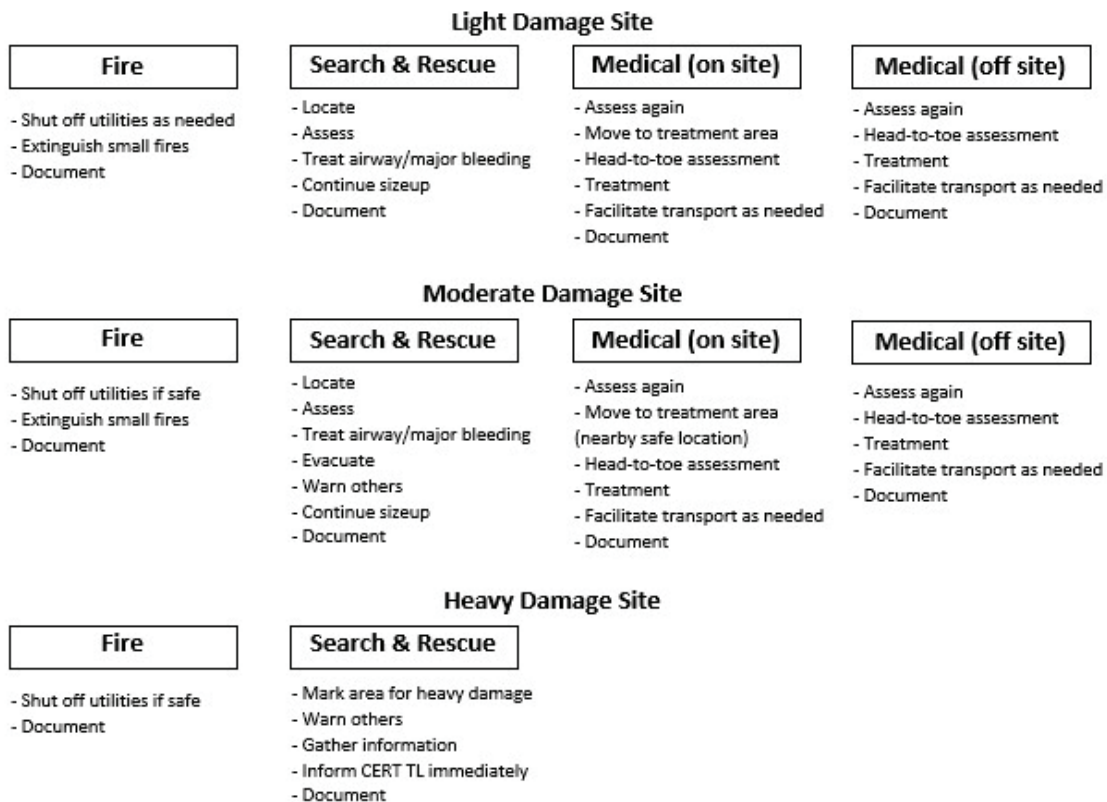 Light Damage Site
Fire
- Shut off utilities as needed
- Extinguish small fires
- Document
Search & Rescue
- Locate
- Assess
- Treat airway/major bleeding
- Continue sizeup
- Document
Medical (on site)
- Assess again
- Move to treatment area
- Head-to-toe assessment
- Treatment
- Facilitate transport as needed
- Document
Medical (off site)
- Assess again
- Head-to-toe assessment
- Treatment
- Facilitate transport as needed
- Document
Moderate Damage Site
Fire
- Shut off utilities if safe
- Extinguish small fires
- Document
Search & Rescue
- Locate
- Assess
- Treat airway/major bleeding
- Evacuate
- Warn others
- Continue sizeup
- Document
Medical (on site)
- Assess again
- Move to treatment area
(nearby safe location)
- Head-to-toe assessment
- Treatment
- Facilitate transport as needed
- Document
Medical (off site)
- Assess again
- Head-to-toe assessment
- Treatment
- Facilitate transport as needed
- Document
Heavy Damage Site
Fire
- Shut off utilities if safe
- Document
Search & Rescue
- Mark area for heavy damage
- Warn others
- Gather information
- Inform CERT TL immediately
- Document